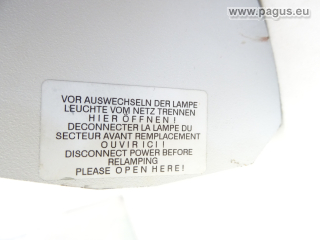 www.pagus.eu
VOR AUSWECHSELN DER LAMPE
LEUCHTE VOM NETZ TRENNEN
HIER ÖFFNEN !
DECONNECTER LA LAMPE DU
SECTEUR AVANT REMPLACEMENT
OUVIR ICI !
DISCONNECT POWER BEFORE
RELAMPING
PLEASE OPEN HERE!